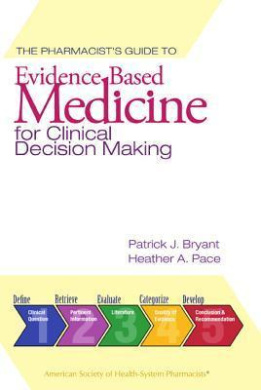 THE PHARMACIST'S GUIDE TO
Evidence-Based
Medicine
for Clinical
Decision Making
Patrick J. Bryant
Heather A. Pace
Define Retrieve Evaluate Categorize Develop
Clinical Question
Pertinent Information
Literature
Quality of Evidence
Conclusion & Recommendation
1 2 3 4 5
American Society of Health-System Pharmacists®